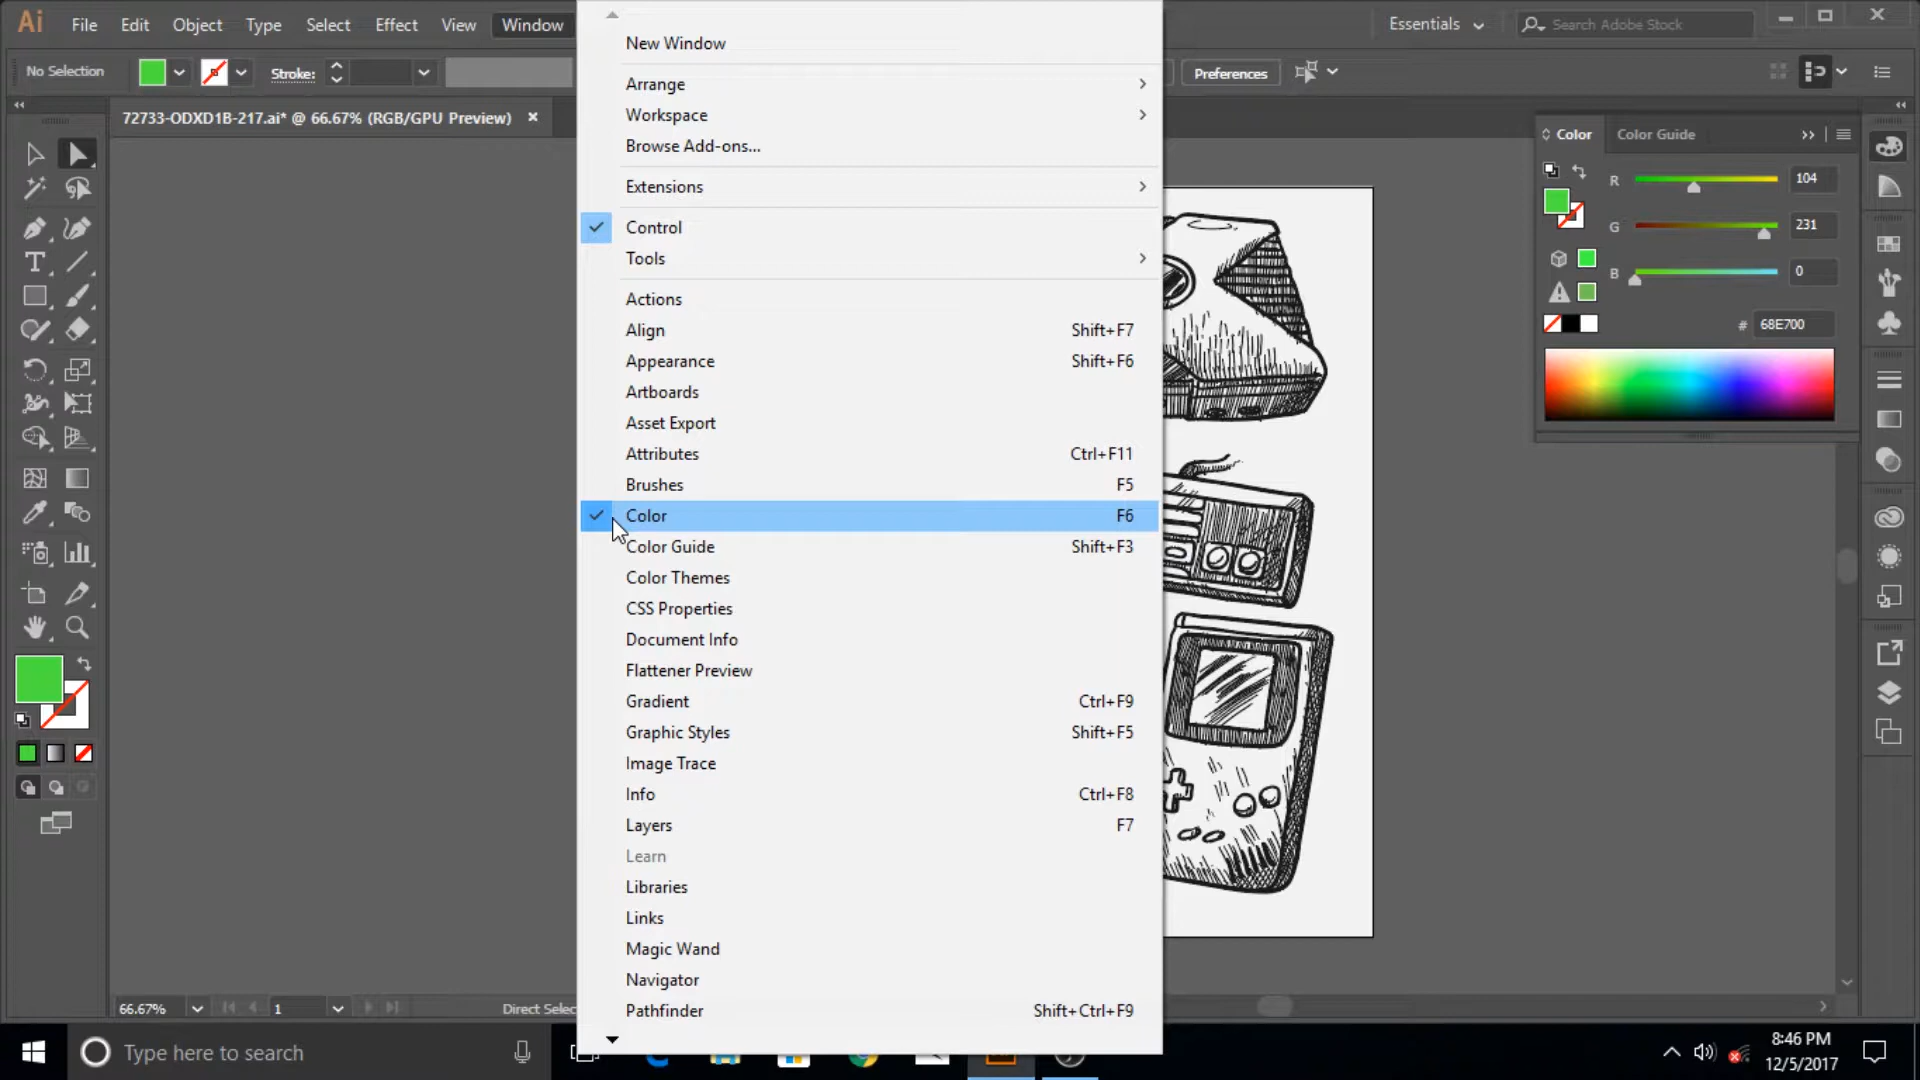 Ai File Edit Object Type Select Effect View Window Essentials Search Adobe Stock
No Selection Stroke: Preferences
72733-ODXD1B-217.ai* @ 66.67% (RGB/GPU Preview)
New Window
Arrange
Workspace
Browse Add-ons...
Extensions
Control
Tools
Actions
Align Shift+F7
Appearance Shift+F6
Artboards
Asset Export
Attributes Ctrl+F11
Brushes F5
Color F6
Color Guide Shift+F3
Color Themes
CSS Properties
Document Info
Flattener Preview
Gradient Ctrl+F9
Graphic Styles Shift+F5
Image Trace
Info Ctrl+F8
Layers F7
Learn
Libraries
Links
Magic Wand
Navigator
Pathfinder Shift+Ctrl+F9
Color Color Guide
R 104
G 231
B 0
# 68E700
66.67% 1 Direct Selec
Type here to search
8:46 PM
12/5/2017